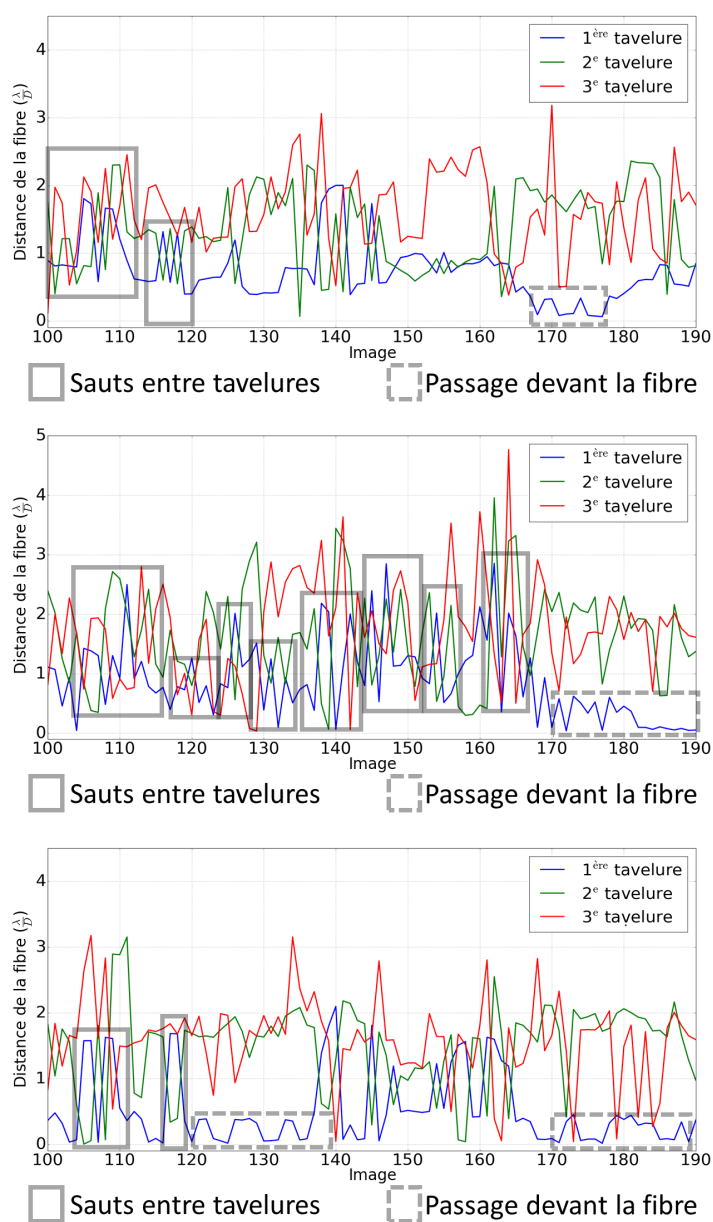 4
3
2
1
0
Distance de la fibre (λ/D)
1ère tavelure
2e tavelure
3e tavelure
100 110 120 130 140 150 160 170 180 190
Image
Sauts entre tavelures Passage devant la fibre
5
4
3
2
1
0
Distance de la fibre (λ/D)
1ère tavelure
2e tavelure
3e tavelure
100 110 120 130 140 150 160 170 180 190
Image
Sauts entre tavelures Passage devant la fibre
4
3
2
1
0
Distance de la fibre (λ/D)
1ère tavelure
2e tavelure
3e tavelure
100 110 120 130 140 150 160 170 180 190
Image
Sauts entre tavelures Passage devant la fibre